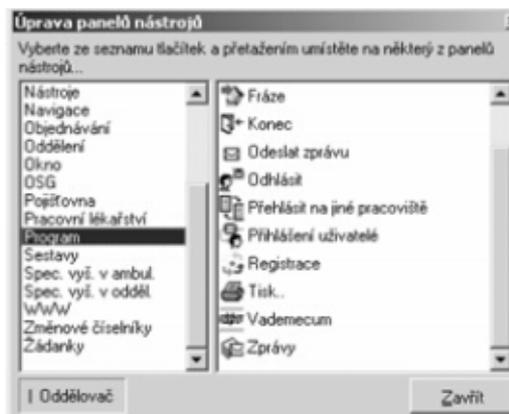 Úprava panelů nástrojů
Vyberte ze seznamu tlačítek a přetažením umístěte na některý z panelů
nástrojů...
Nástroje
Navigace
Objednávání
Oddělení
Okno
OSG
Pojišťovna
Pracovní lékařství
Program
Sestavy
Spec. vyš. v ambul.
Spec. vyš. v odděl.
WWW
Změnové číselníky
Žádanky
Fráze
Konec
Odeslat zprávu
Odhlásit
Přehlásit na jiné pracoviště
Přihlášení uživatelé
Registrace
Tisk..
Vademecum
Zprávy
| Oddělovač
Zavřít